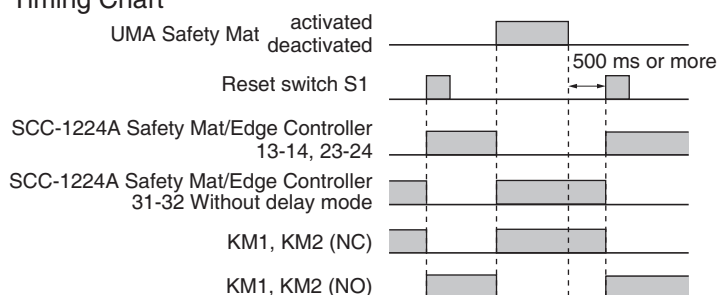 Timing Chart
UMA Safety Mat activated
deactivated
500 ms or more
Reset switch S1
SCC-1224A Safety Mat/Edge Controller
13-14, 23-24
SCC-1224A Safety Mat/Edge Controller
31-32 Without delay mode
KM1, KM2 (NC)
KM1, KM2 (NO)